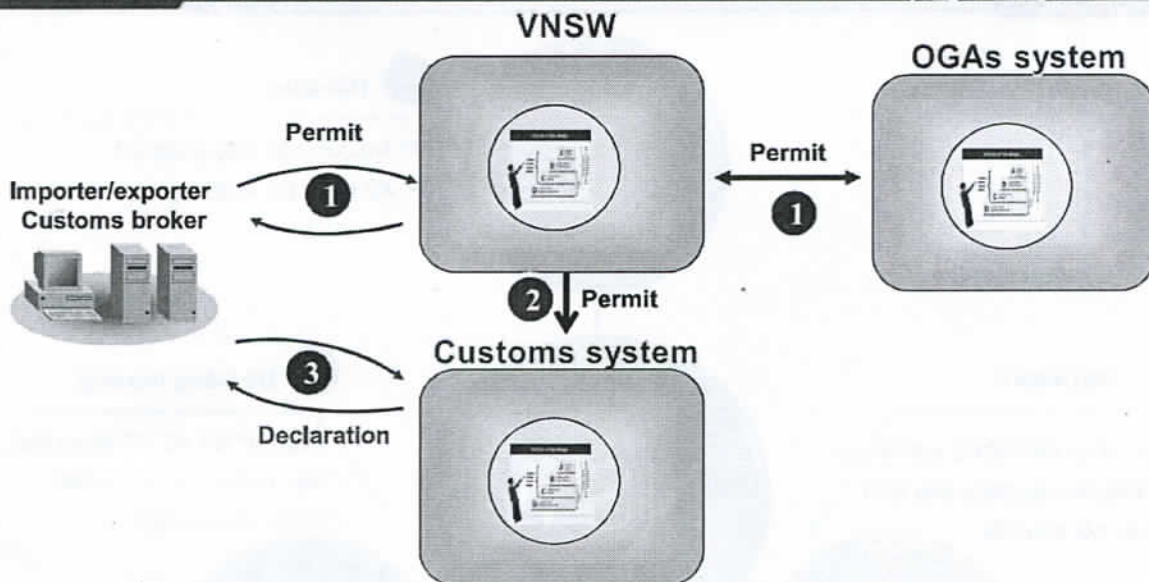 VNSW
OGAs system
Permit
1
Permit
1
Importer/exporter
Customs broker
2
Permit
Customs system
3
Declaration